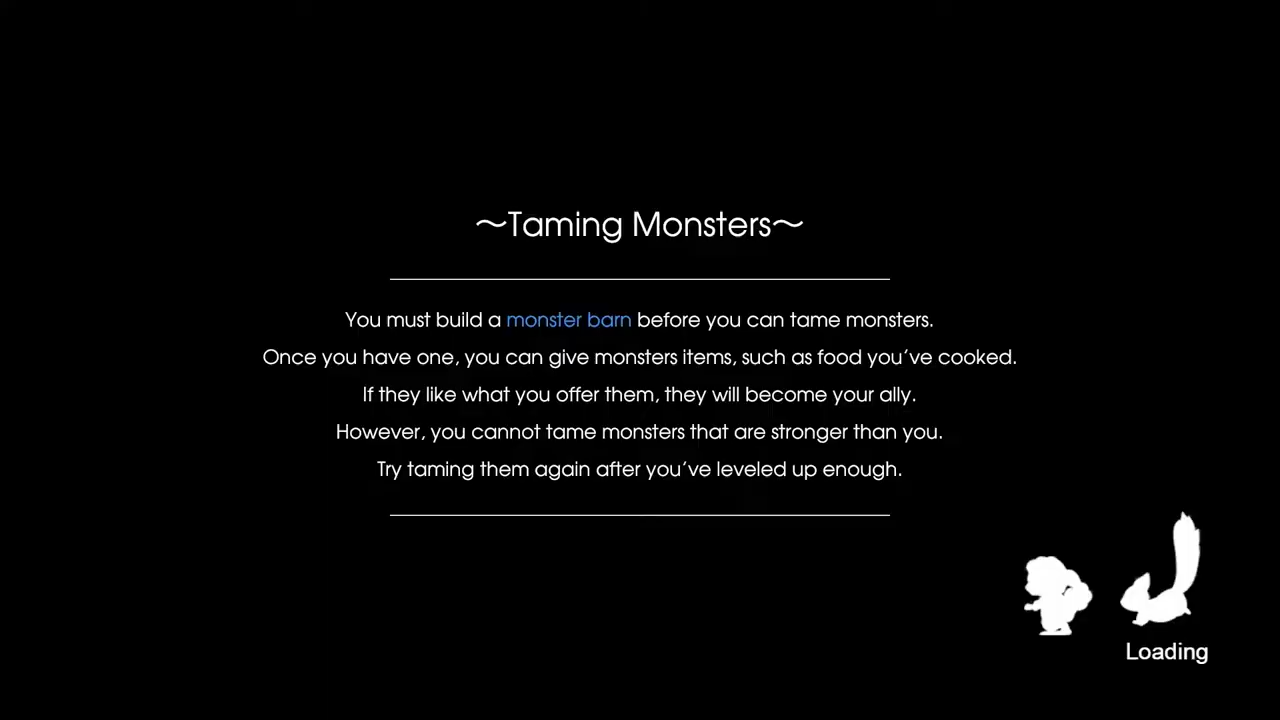 ～Taming Monsters～
You must build a monster barn before you can tame monsters.
Once you have one, you can give monsters items, such as food you've cooked.
If they like what you offer them, they will become your ally.
However, you cannot tame monsters that are stronger than you.
Try taming them again after you've leveled up enough.
Loading